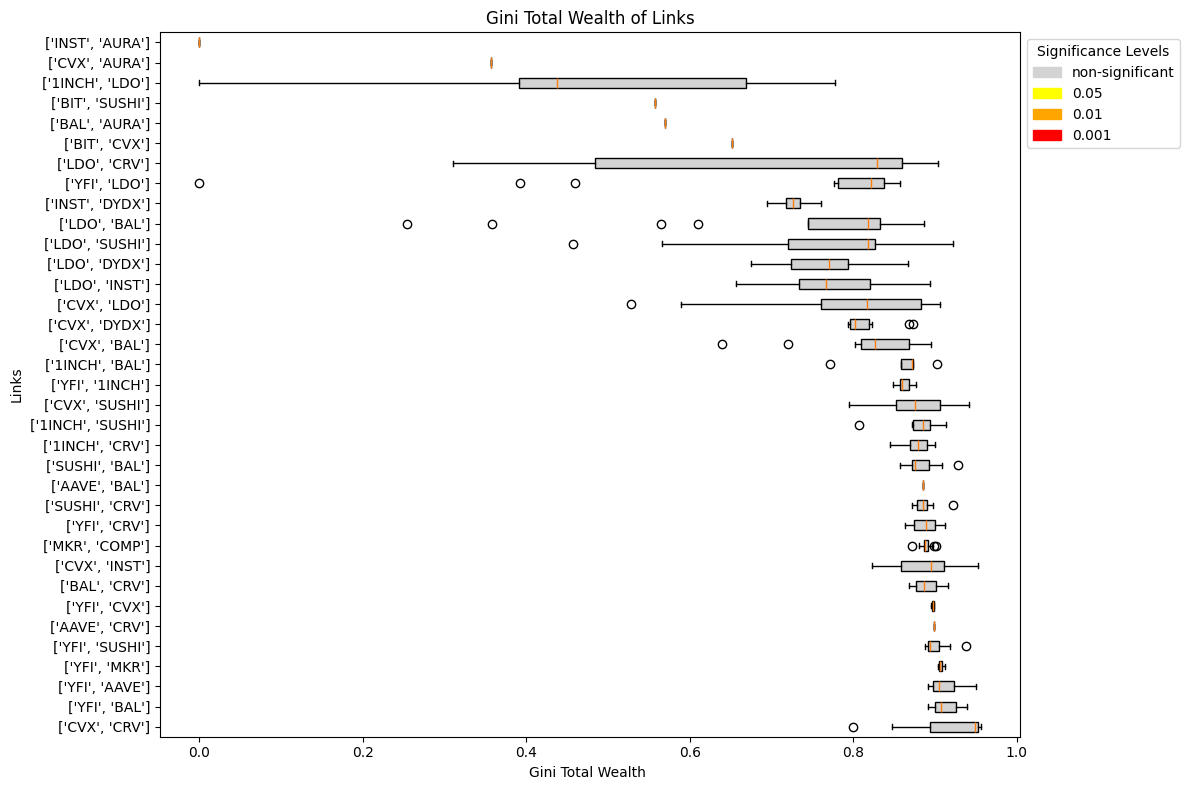 Gini Total Wealth of Links
['INST', 'AURA']
['CVX', 'AURA']
['1INCH', 'LDO']
['BIT', 'SUSHI']
['BAL', 'AURA']
['BIT', 'CVX']
['LDO', 'CRV']
['YFI', 'LDO']
['INST', 'DYDX']
['LDO', 'BAL']
['LDO', 'SUSHI']
['LDO', 'DYDX']
['LDO', 'INST']
['CVX', 'LDO']
['CVX', 'DYDX']
['CVX', 'BAL']
['1INCH', 'BAL']
['YFI', '1INCH']
['CVX', 'SUSHI']
['1INCH', 'SUSHI']
['1INCH', 'CRV']
['SUSHI', 'BAL']
['AAVE', 'BAL']
['SUSHI', 'CRV']
['YFI', 'CRV']
['MKR', 'COMP']
['CVX', 'INST']
['BAL', 'CRV']
['YFI', 'CVX']
['AAVE', 'CRV']
['YFI', 'SUSHI']
['YFI', 'MKR']
['YFI', 'AAVE']
['YFI', 'BAL']
['CVX', 'CRV']
Links
0.0 0.2 0.4 0.6 0.8 1.0
Gini Total Wealth
Significance Levels
non-significant
0.05
0.01
0.001